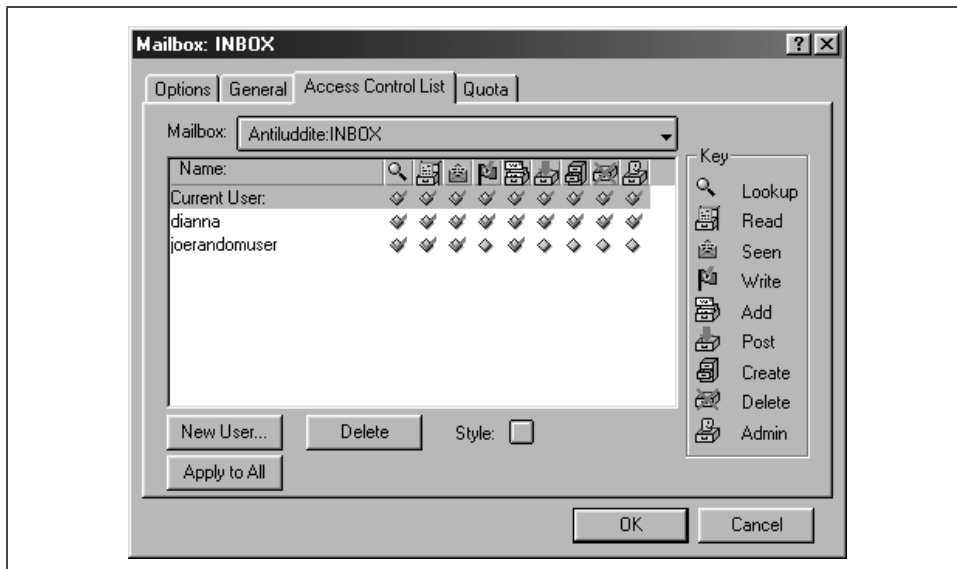 Mailbox: INBOX
Options General Access Control List Quota
Mailbox: Antiluddite:INBOX
Name:
Current User:
dianna
joerandomuser
Key
Lookup
Read
Seen
Write
Add
Post
Create
Delete
Admin
New User... Delete Style:
Apply to All
OK Cancel